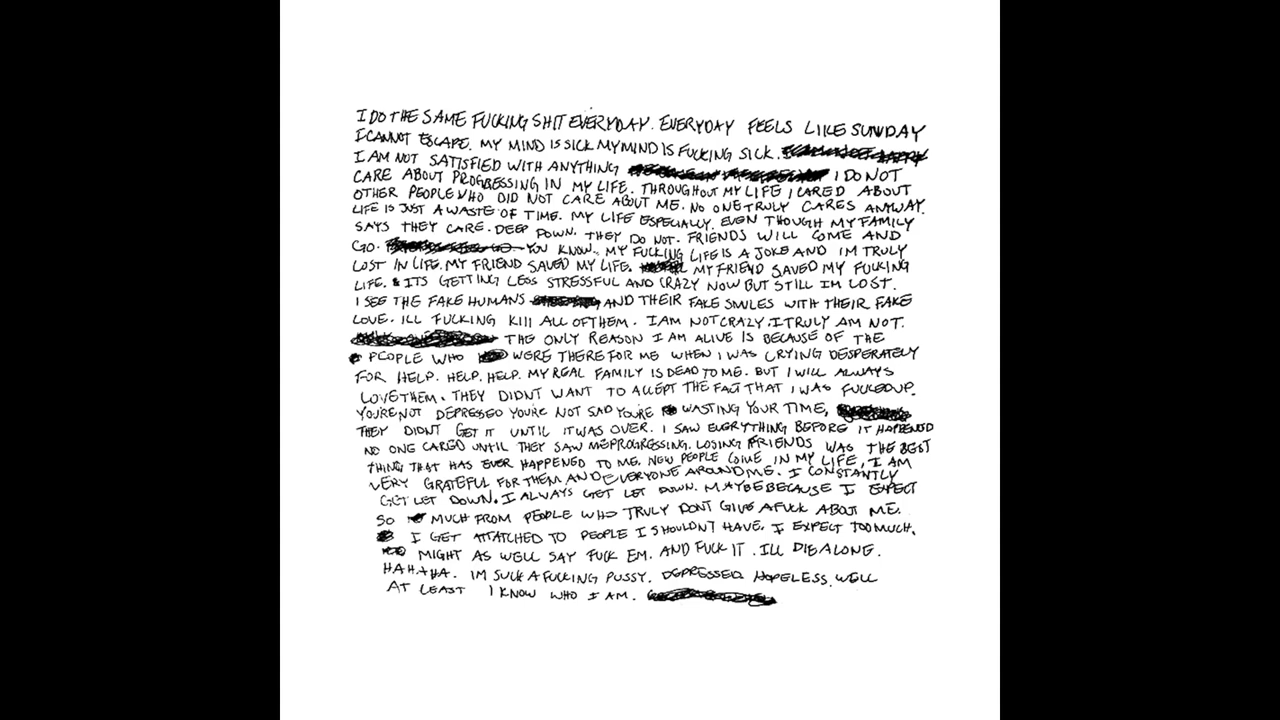 I DO THE SAME FUCKING SHIT EVERYDAY. EVERYDAY FEELS LIKE SUNDAY
I CANNOT ESCAPE. MY MIND IS SICK MY MIND IS FUCKING SICK.
I AM NOT SATISFIED WITH ANYTHING I DO NOT
CARE ABOUT PROGRESSING IN MY LIFE. THROUGHOUT MY LIFE I CARED ABOUT
OTHER PEOPLE WHO DID NOT CARE ABOUT ME. NO ONE TRULY CARES ANYWAY.
LIFE IS JUST A WASTE OF TIME. MY LIFE ESPECIALLY. EVEN THOUGH MY FAMILY
SAYS THEY CARE. DEEP DOWN. THEY DO NOT. FRIENDS WILL COME AND
GO. YOU KNOW. MY FUCKING LIFE IS A JOKE AND IM TRULY
LOST IN LIFE. MY FRIEND SAVED MY LIFE. MY FRIEND SAVED MY FUCKING
LIFE. ITS GETTING LESS STRESSFUL AND CRAZY NOW BUT STILL IM LOST.
I SEE THE FAKE HUMANS AND THEIR FAKE SMILES WITH THEIR FAKE
LOVE. ILL FUCKING KILL ALL OF THEM. I AM NOT CRAZY. I TRULY AM NOT.
THE ONLY REASON I AM ALIVE IS BECAUSE OF THE
PEOPLE WHO WERE THERE FOR ME WHEN I WAS CRYING DESPERATELY
FOR HELP. HELP. HELP. MY REAL FAMILY IS DEAD TO ME. BUT I WILL ALWAYS
LOVE THEM. THEY DIDNT WANT TO ACCEPT THE FACT THAT I WAS FUCKED UP.
YOURE NOT DEPRESSED YOURE NOT SAD YOURE WASTING YOUR TIME,
THEY DIDNT GET IT UNTIL IT WAS OVER. I SAW EVERYTHING BEFORE IT HAPPENED
NO ONE CARED UNTIL THEY SAW ME PROGRESSING. LOSING FRIENDS WAS THE BEST
THING THAT HAS EVER HAPPENED TO ME. NEW PEOPLE COME IN MY LIFE, I AM
VERY GRATEFUL FOR THEM AND EVERYONE AROUND ME. I CONSTANTLY
GET LET DOWN. I ALWAYS GET LET DOWN. MAYBE BECAUSE I EXPECT
SO MUCH FROM PEOPLE WHO TRULY DONT GIVE A FUCK ABOUT ME.
I GET ATTATCHED TO PEOPLE I SHOULDN'T HAVE. I EXPECT TOO MUCH.
MIGHT AS WELL SAY FUCK EM. AND FUCK IT. ILL DIE ALONE.
HAHAHA. IM SUCH A FUCKING PUSSY. DEPRESSED HOPELESS. WELL
AT LEAST I KNOW WHO I AM.